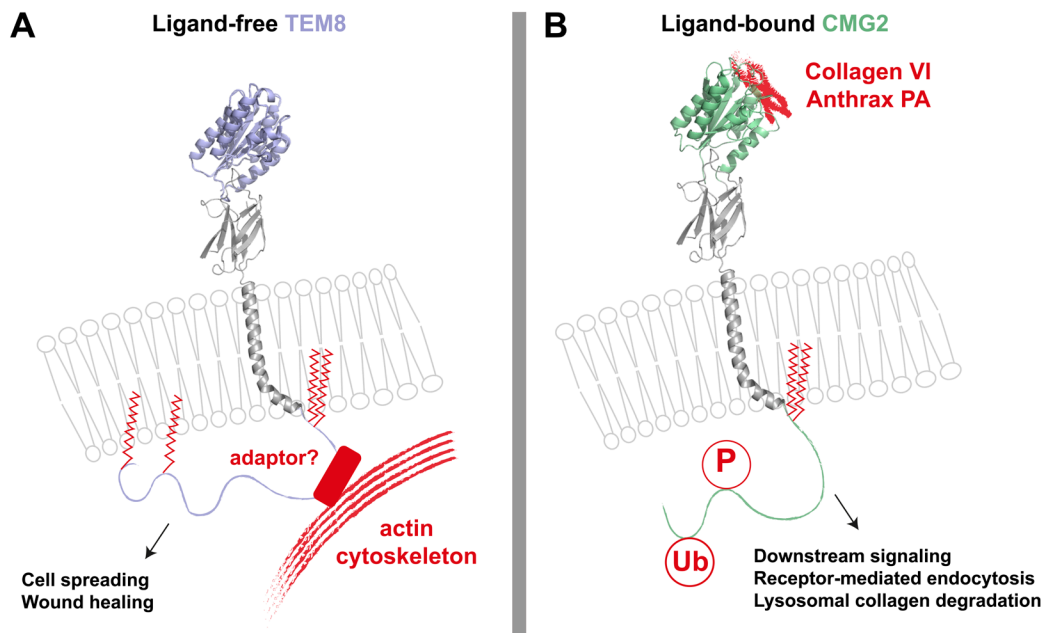 A
Ligand-free TEM8
adaptor?
actin
cytoskeleton
Cell spreading
Wound healing
B
Ligand-bound CMG2
Collagen VI
Anthrax PA
P
Ub
Downstream signaling
Receptor-mediated endocytosis
Lysosomal collagen degradation